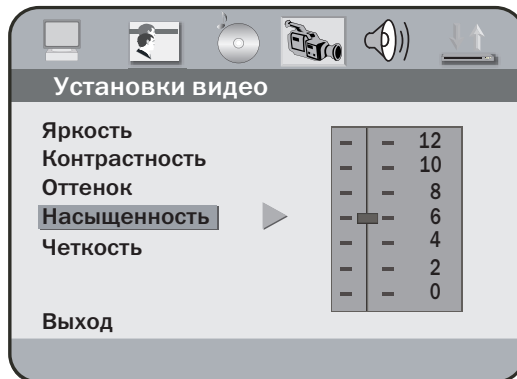 Установки видео
Яркость
Контрастность
Оттенок
Насыщенность
Четкость
Выход
12
10
8
6
4
2
0